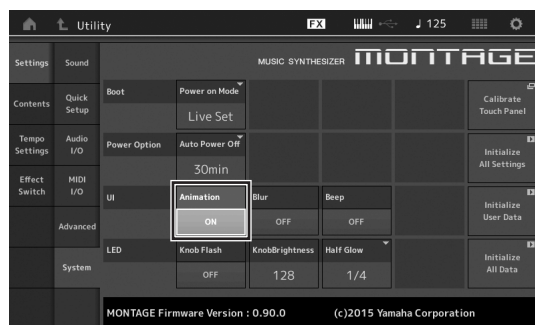 Utility
FX
125
Settings
Sound
MUSIC SYNTHESIZER MONTAGE
Contents
Quick
Setup
Boot
Power on Mode
Live Set
Calibrate
Touch Panel
Tempo
Settings
Audio
I/O
Power Option
Auto Power Off
30min
Initialize
All Settings
Effect
Switch
MIDI
I/O
UI
Animation
ON
Blur
OFF
Beep
OFF
Initialize
User Data
Advanced
System
LED
Knob Flash
OFF
KnobBrightness
128
Half Glow
1/4
Initialize
All Data
MONTAGE Firmware Version : 0.90.0
(c)2015 Yamaha Corporation